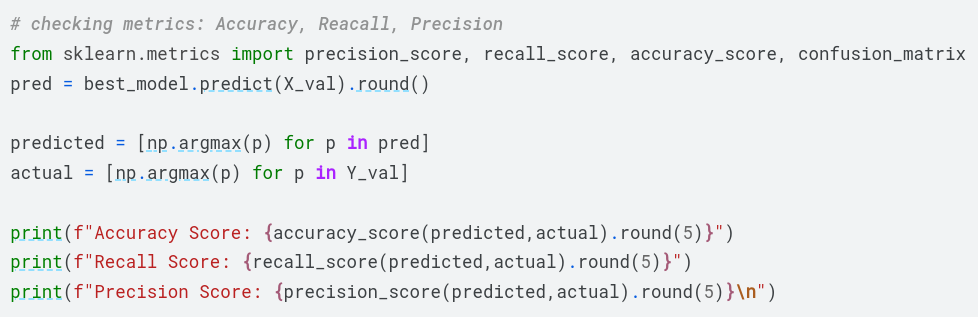 # checking metrics: Accuracy, Reacall, Precision
from sklearn.metrics import precision_score, recall_score, accuracy_score, confusion_matrix
pred = best_model.predict(X_val).round()
predicted = [np.argmax(p) for p in pred]
actual = [np.argmax(p) for p in Y_val]
print(f"Accuracy Score: {accuracy_score(predicted,actual).round(5)}")
print(f"Recall Score: {recall_score(predicted,actual).round(5)}")
print(f"Precision Score: {precision_score(predicted,actual).round(5)}\n")